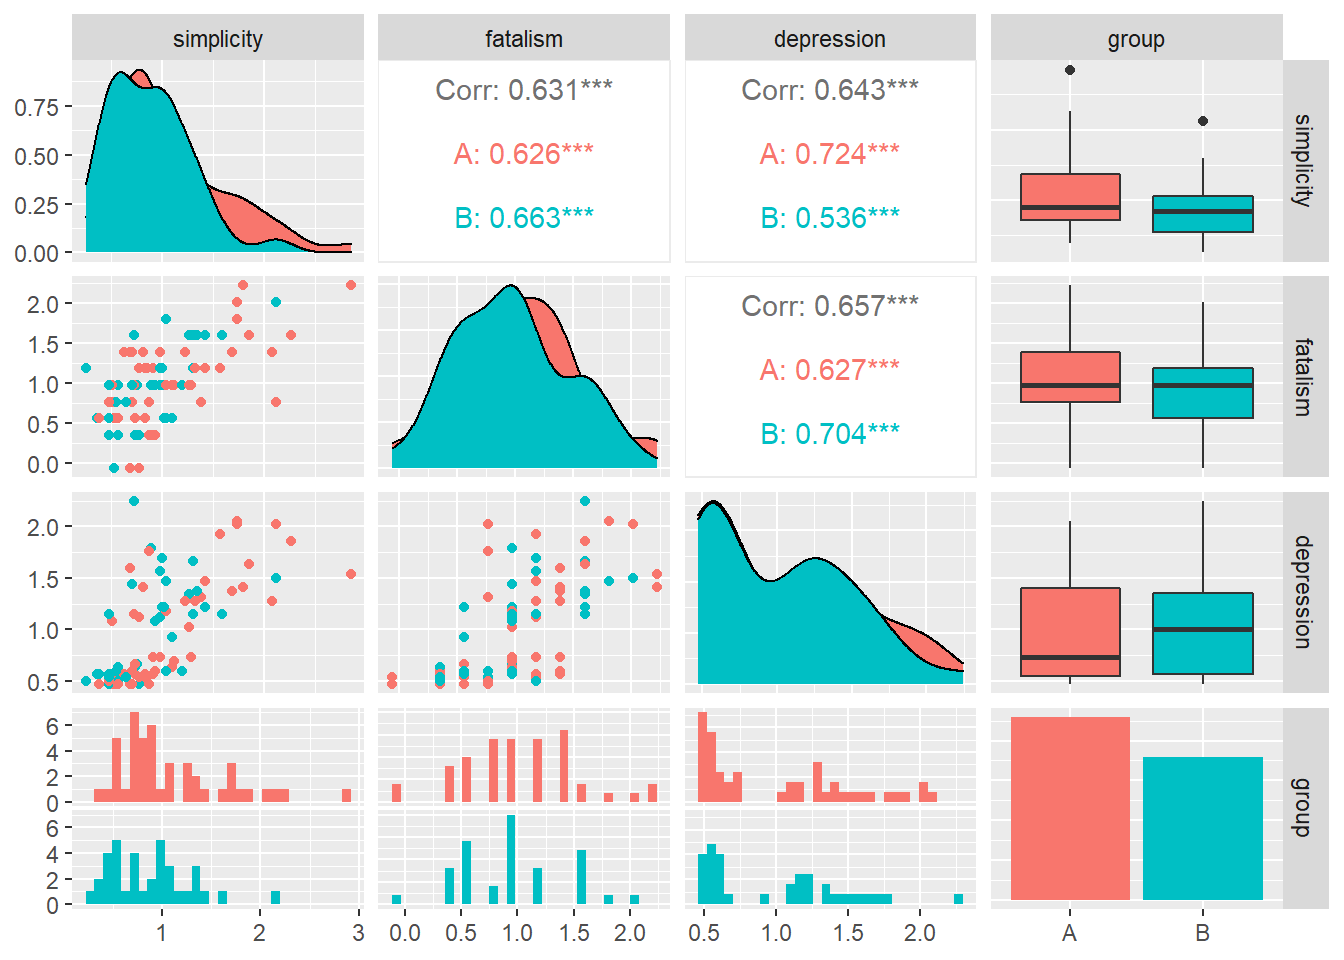 simplicity
fatalism
depression
group
0.75
0.50
0.25
0.00
Corr: 0.631***
A: 0.626***
B: 0.663***
Corr: 0.643***
A: 0.724***
B: 0.536***
simplicity
2.0
1.5
1.0
0.5
0.0
Corr: 0.657***
A: 0.627***
B: 0.704***
fatalism
2.0
1.5
1.0
0.5
depression
6
4
2
0
6
4
2
0
group
1
2
3
0.0
0.5
1.0
1.5
2.0
0.5
1.0
1.5
2.0
A
B